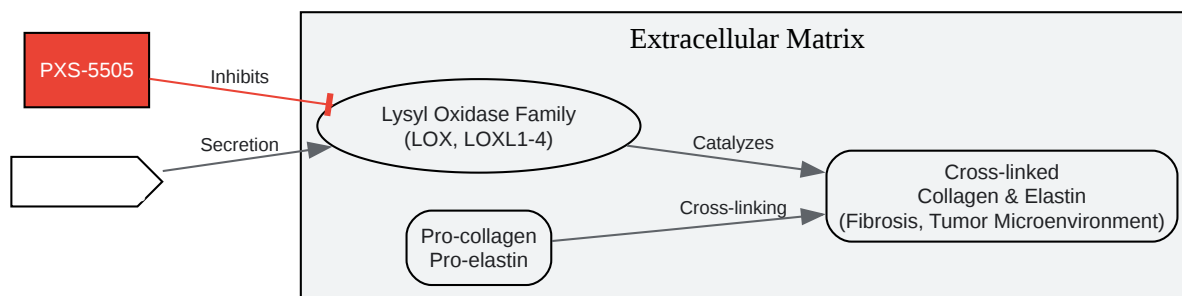 Extracellular Matrix
PXS-5505
Inhibits
Lysyl Oxidase Family
(LOX, LOXL1-4)
Secretion
Catalyzes
Cross-linked
Collagen & Elastin
(Fibrosis, Tumor Microenvironment)
Cross-linking
Pro-collagen
Pro-elastin